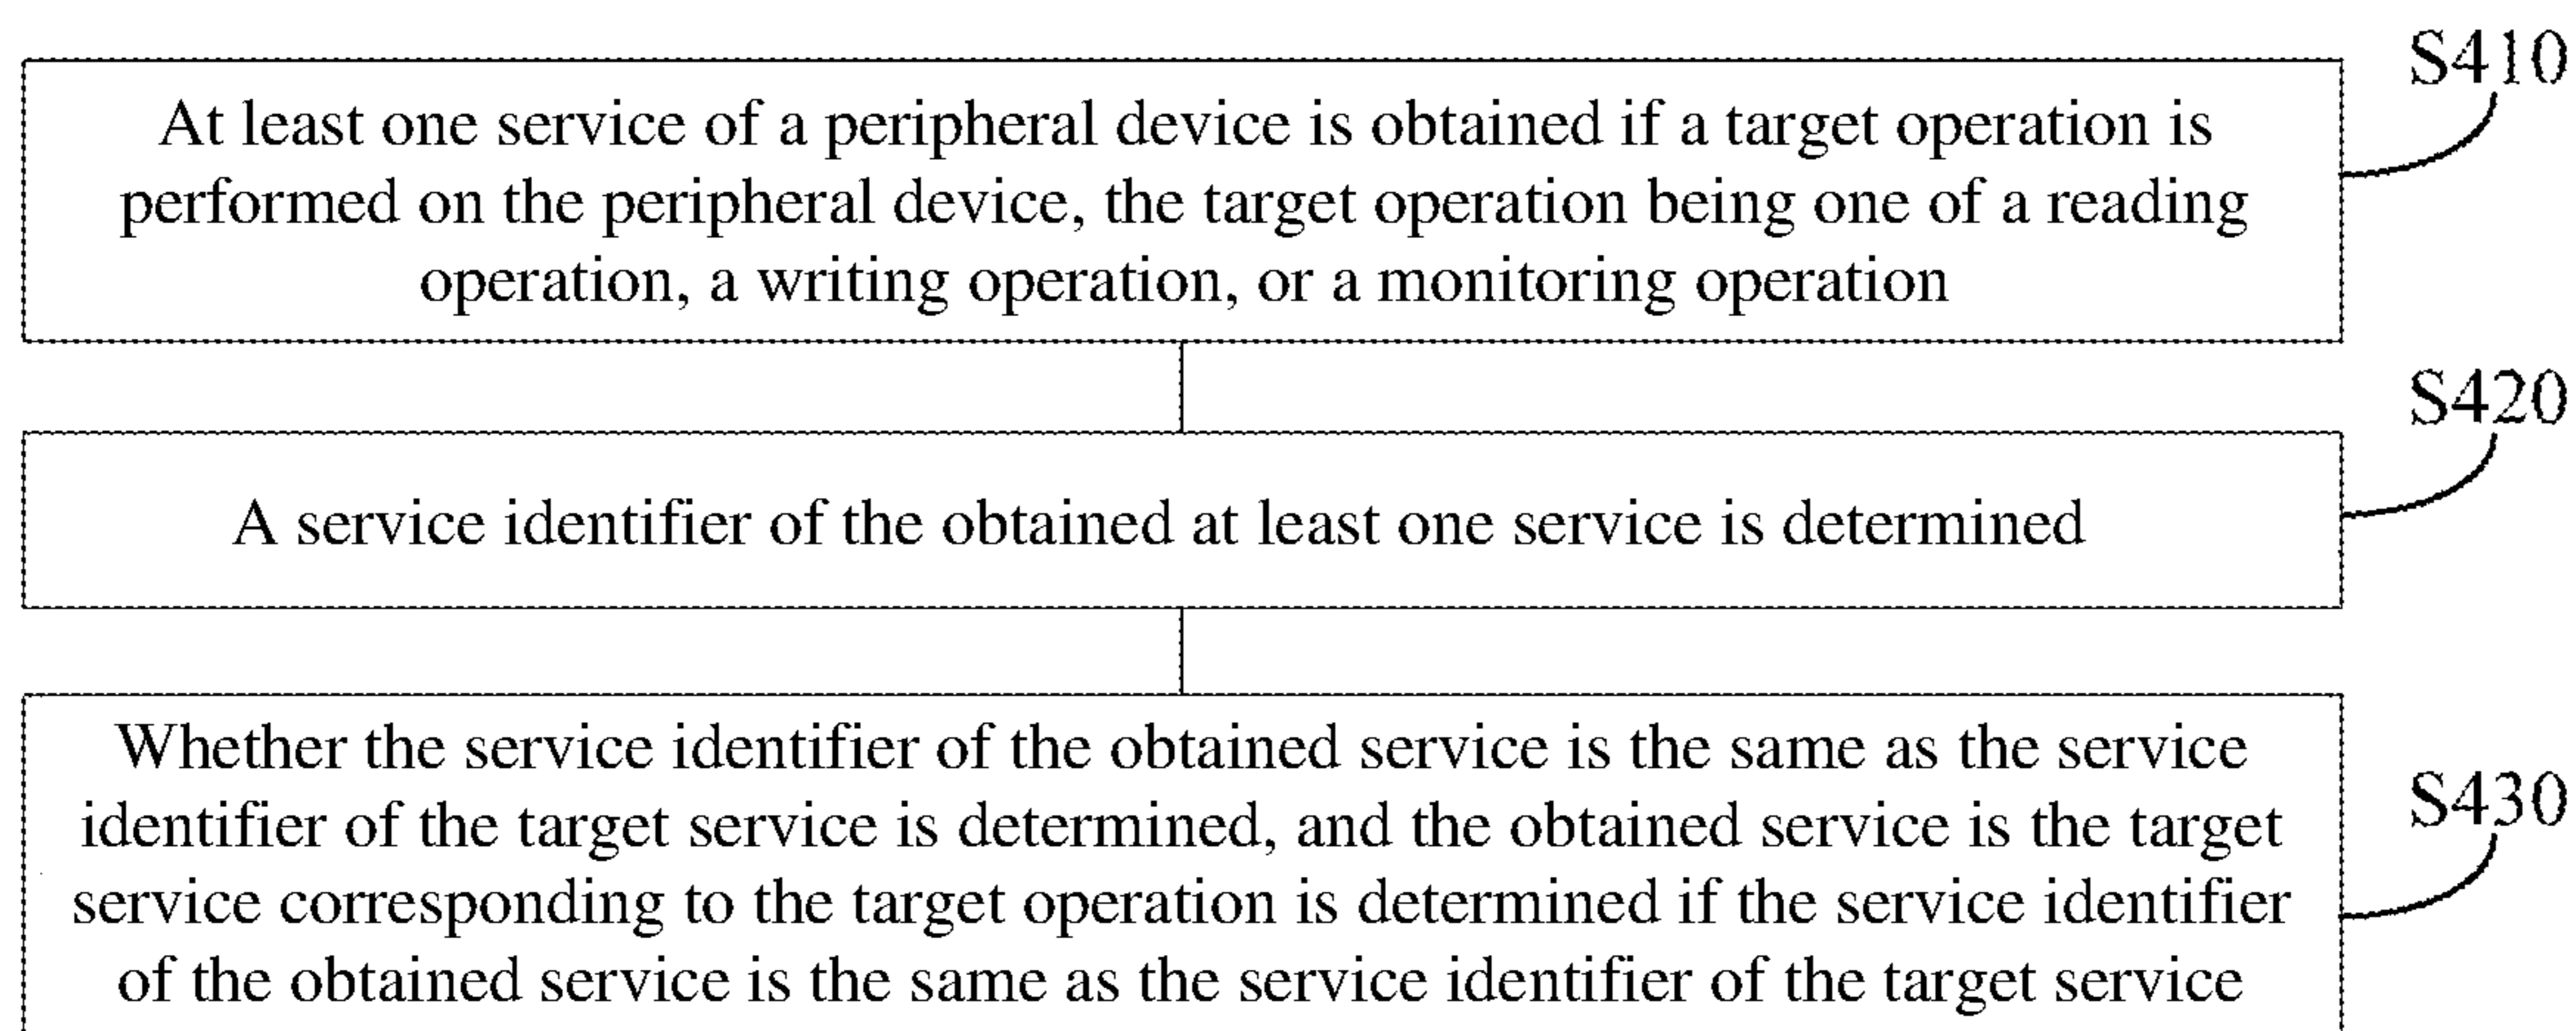 S410
At least one service of a peripheral device is obtained if a target operation is
performed on the peripheral device, the target operation being one of a reading
operation, a writing operation, or a monitoring operation
S420
A service identifier of the obtained at least one service is determined
Whether the service identifier of the obtained service is the same as the service
identifier of the target service is determined, and the obtained service is the target
S430
service corresponding to the target operation is determined if the service identifier
of the obtained service is the same as the service identifier of the target service